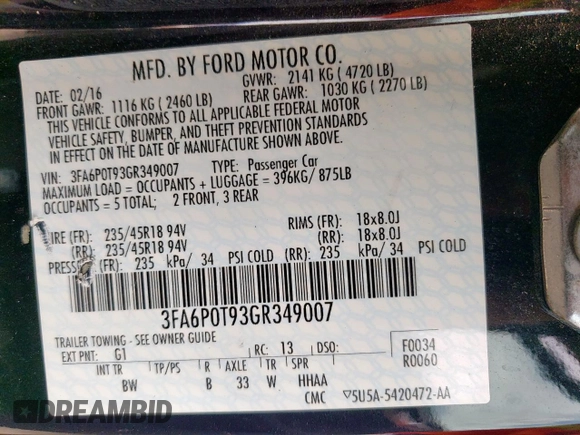 MFD. BY FORD MOTOR CO.
DATE: 02/16 GVWR: 2141 KG ( 4720 LB)
FRONT GAWR: 1116 KG ( 2460 LB) REAR GAWR: 1030 KG ( 2270 LB)
THIS VEHICLE CONFORMS TO ALL APPLICABLE FEDERAL MOTOR
VEHICLE SAFETY, BUMPER, AND THEFT PREVENTION STANDARDS
IN EFFECT ON THE DATE OF MANUFACTURE SHOWN ABOVE.
VIN: 3FA6P0T93GR349007 TYPE: Passenger Car
MAXIMUM LOAD = OCCUPANTS + LUGGAGE = 396KG/ 875LB
OCCUPANTS = 5 TOTAL; 2 FRONT, 3 REAR
TIRE (FR): 235/45R18 94V RIMS (FR): 18x8.0J
(RR): 235/45R18 94V (RR): 18x8.0J
PRESS (FR): 235 kPa/ 34 PSI COLD (RR): 235 kPa/ 34 PSI COLD
3FA6P0T93GR349007
TRAILER TOWING - SEE OWNER GUIDE
EXT PNT: G1 RC: 13 DSO: F0034
INT TR TP/PS R AXLE TR SPR R0060
BW B 33 W HHAA
CMC 5U5A-5420472-AA
DREAMBID